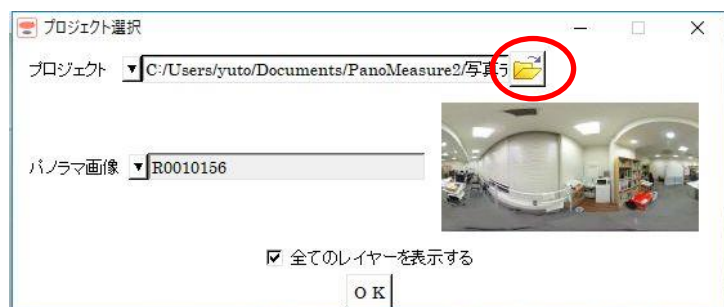 プロジェクト選択
プロジェクト C:/Users/yuto/Documents/PanoMeasure2/写真
パノラマ画像 R0010156
全てのレイヤーを表示する
O K